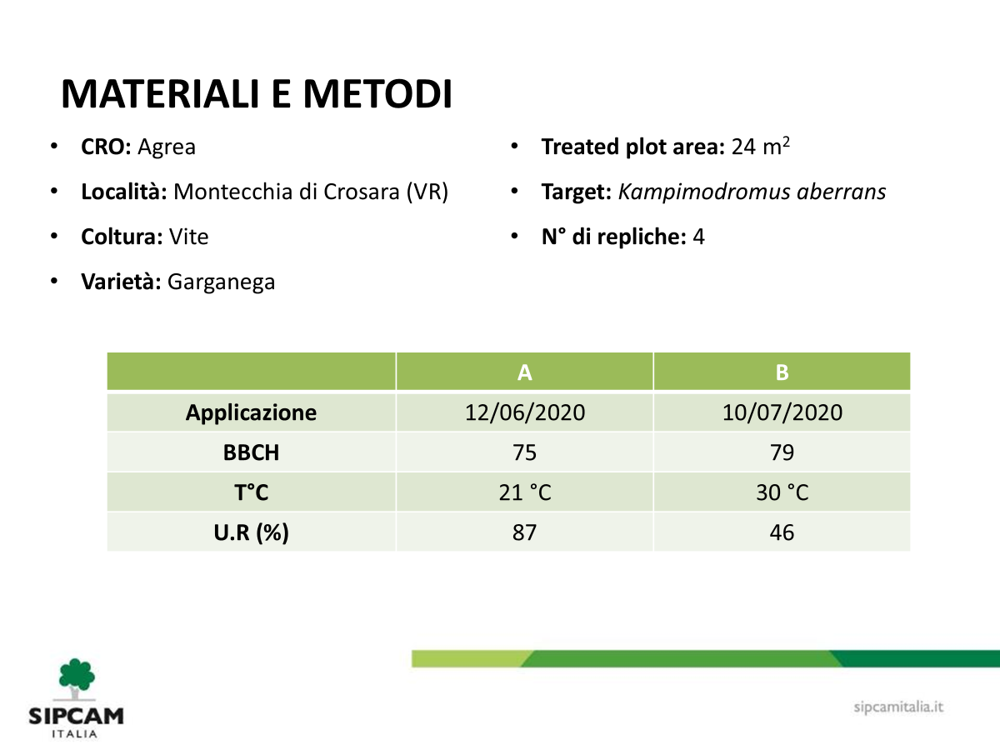 MATERIALI E METODI
• CRO: Agrea
• Località: Montecchia di Crosara (VR)
• Coltura: Vite
• Varietà: Garganega
• Treated plot area: 24 m²
• Target: Kampimodromus aberrans
• N° di repliche: 4
A B
Applicazione 12/06/2020 10/07/2020
BBCH 75 79
T°C 21 °C 30 °C
U.R (%) 87 46
SIPCAM
ITALIA
sipcamitalia.it